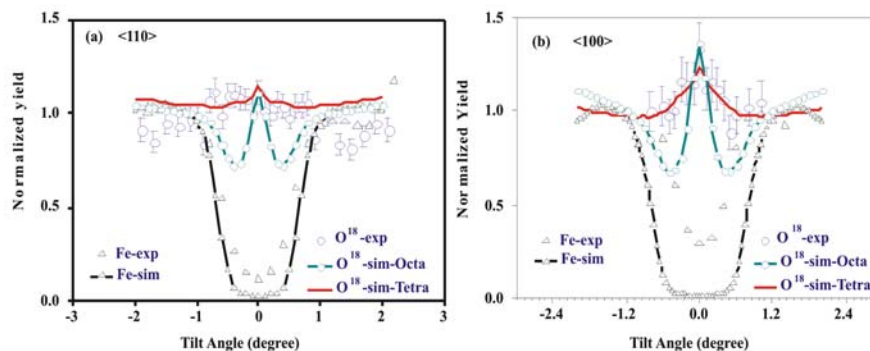 (a) <110>
Normalized yield
1.5
1.0
0.5
0.0
-3 -2 -1 0 1 2 3
Tilt Angle (degree)
Fe-exp
Fe-sim
O18-exp
O18-sim-Octa
O18-sim-Tetra
(b) <100>
Normalized Yield
1.5
1.0
0.5
0.0
-2.4 -1.2 0.0 1.2 2.4
Tilt Angle (degree)
Fe-exp
Fe-sim
O18-exp
O18-sim-Octa
O18-sim-Tetra